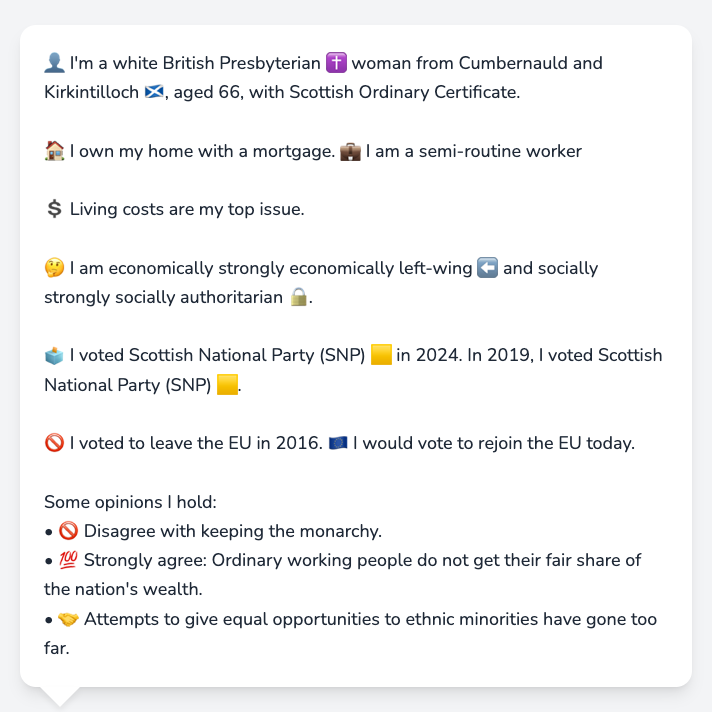 👤 I'm a white British Presbyterian ✝️ woman from Cumbernauld and
Kirkintilloch 🏴󠁧󠁢󠁳󠁣󠁴󠁿, aged 66, with Scottish Ordinary Certificate.
🏠 I own my home with a mortgage. 💼 I am a semi-routine worker
💲 Living costs are my top issue.
🤔 I am economically strongly economically left-wing ⬅️ and socially
strongly socially authoritarian 🔒.
🗳️ I voted Scottish National Party (SNP) 🟨 in 2024. In 2019, I voted Scottish
National Party (SNP) 🟨.
🚫 I voted to leave the EU in 2016. 🇪🇺 I would vote to rejoin the EU today.
Some opinions I hold:
• 🚫 Disagree with keeping the monarchy.
• 💯 Strongly agree: Ordinary working people do not get their fair share of
the nation's wealth.
• 🤝 Attempts to give equal opportunities to ethnic minorities have gone too
far.